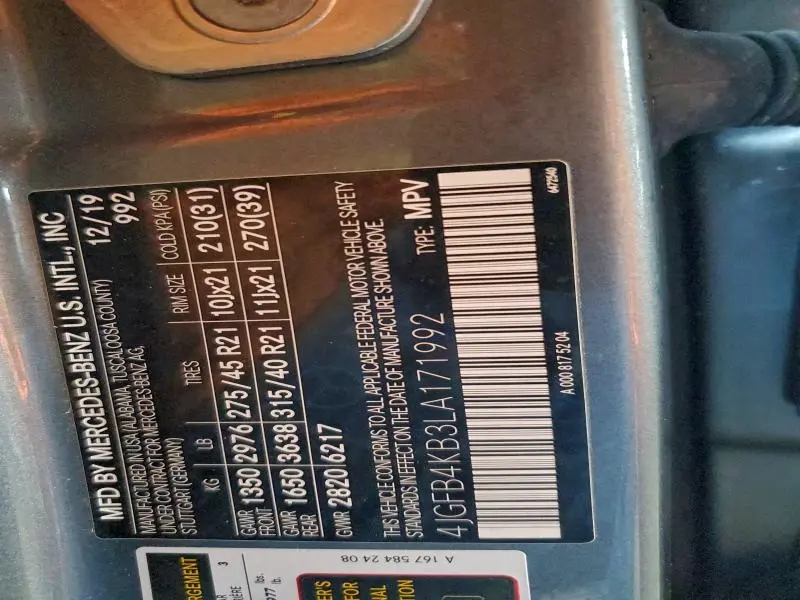 MFD BY MERCEDES-BENZ U.S. INTL., INC
MANUFACTURED IN USA (ALABAMA, TUSCALOOSA COUNTY) 12/19
UNDER CONTRACT FOR MERCEDES-BENZ AG, 992
STUTTGART (GERMANY)
KG LB TIRES RIM SIZE COLD KPA(PSI)
GAWR FRONT 1350 2976 275/45 R21 10Jx21 210(31)
GAWR REAR 1650 3638 315/40 R21 11Jx21 270(39)
GVWR 2820 6217
THIS VEHICLE CONFORMS TO ALL APPLICABLE FEDERAL MOTOR VEHICLE SAFETY
STANDARDS IN EFFECT ON THE DATE OF MANUFACTURE SHOWN ABOVE.
4JGFB4KB3LA171992 TYPE: MPV
A 000 817 52 04
6472540
A 167 584 24 08
3
lbs.
lb.